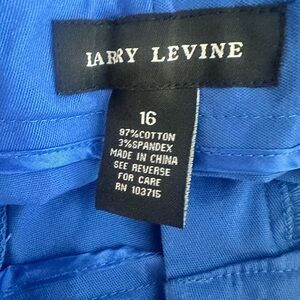 LARRY LEVINE
16
97%COTTON
3%SPANDEX
MADE IN CHINA
SEE REVERSE
FOR CARE
RN 103715